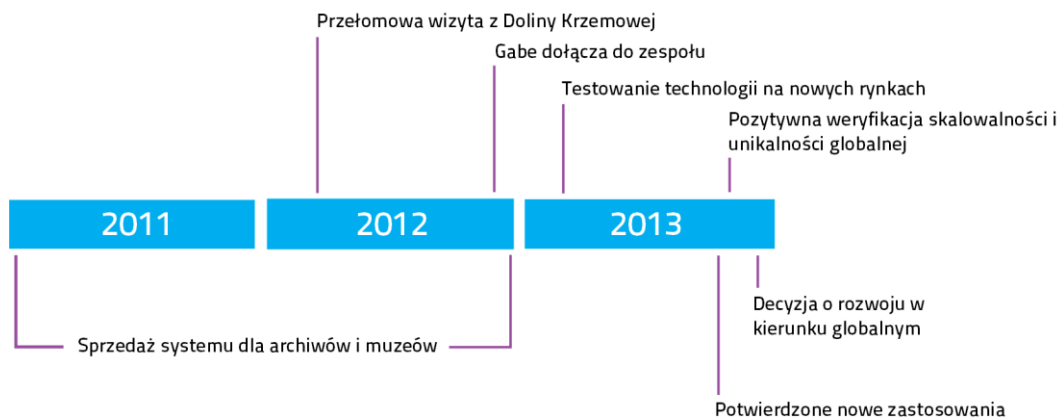 Przełomowa wizyta z Doliny Krzemowej
Gabe dołącza do zespołu
Testowanie technologii na nowych rynkach
Pozytywna weryfikacja skalowalności i
unikalności globalnej
2011
2012
2013
Decyzja o rozwoju w
kierunku globalnym
Sprzedaż systemu dla archiwów i muzeów
Potwierdzone nowe zastosowania